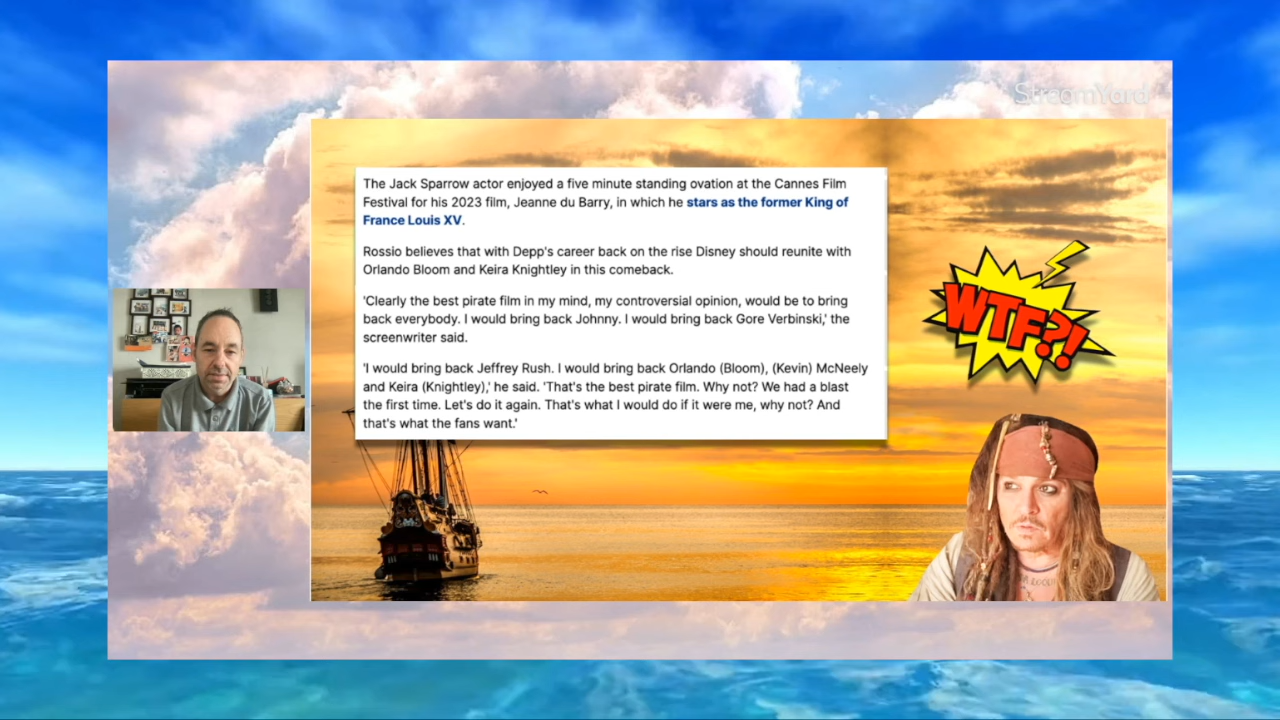 StreamYard
The Jack Sparrow actor enjoyed a five minute standing ovation at the Cannes Film
Festival for his 2023 film, Jeanne du Barry, in which he stars as the former King of
France Louis XV.
Rossio believes that with Depp's career back on the rise Disney should reunite with
Orlando Bloom and Keira Knightley in this comeback.
'Clearly the best pirate film in my mind, my controversial opinion, would be to bring
back everybody. I would bring back Johnny. I would bring back Gore Verbinski,' the
screenwriter said.
'I would bring back Jeffrey Rush. I would bring back Orlando (Bloom), (Kevin) McNeely
and Keira (Knightley),' he said. 'That's the best pirate film. Why not? We had a blast
the first time. Let's do it again. That's what I would do if it were me, why not? And
that's what the fans want.'
WTF?!